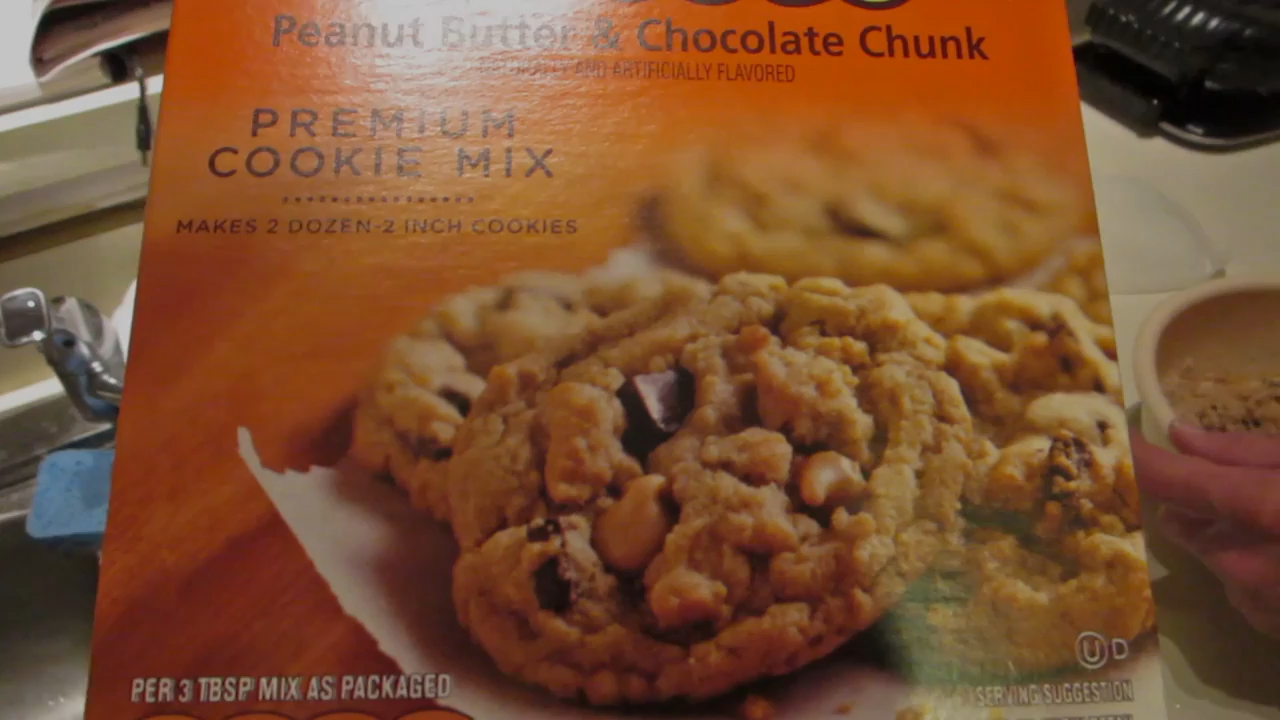 Peanut Butter & Chocolate Chunk
AND ARTIFICIALLY FLAVORED
PREMIUM
COOKIE MIX
MAKES 2 DOZEN-2 INCH COOKIES
U D
PER 3 TBSP MIX AS PACKAGED
SERVING SUGGESTION